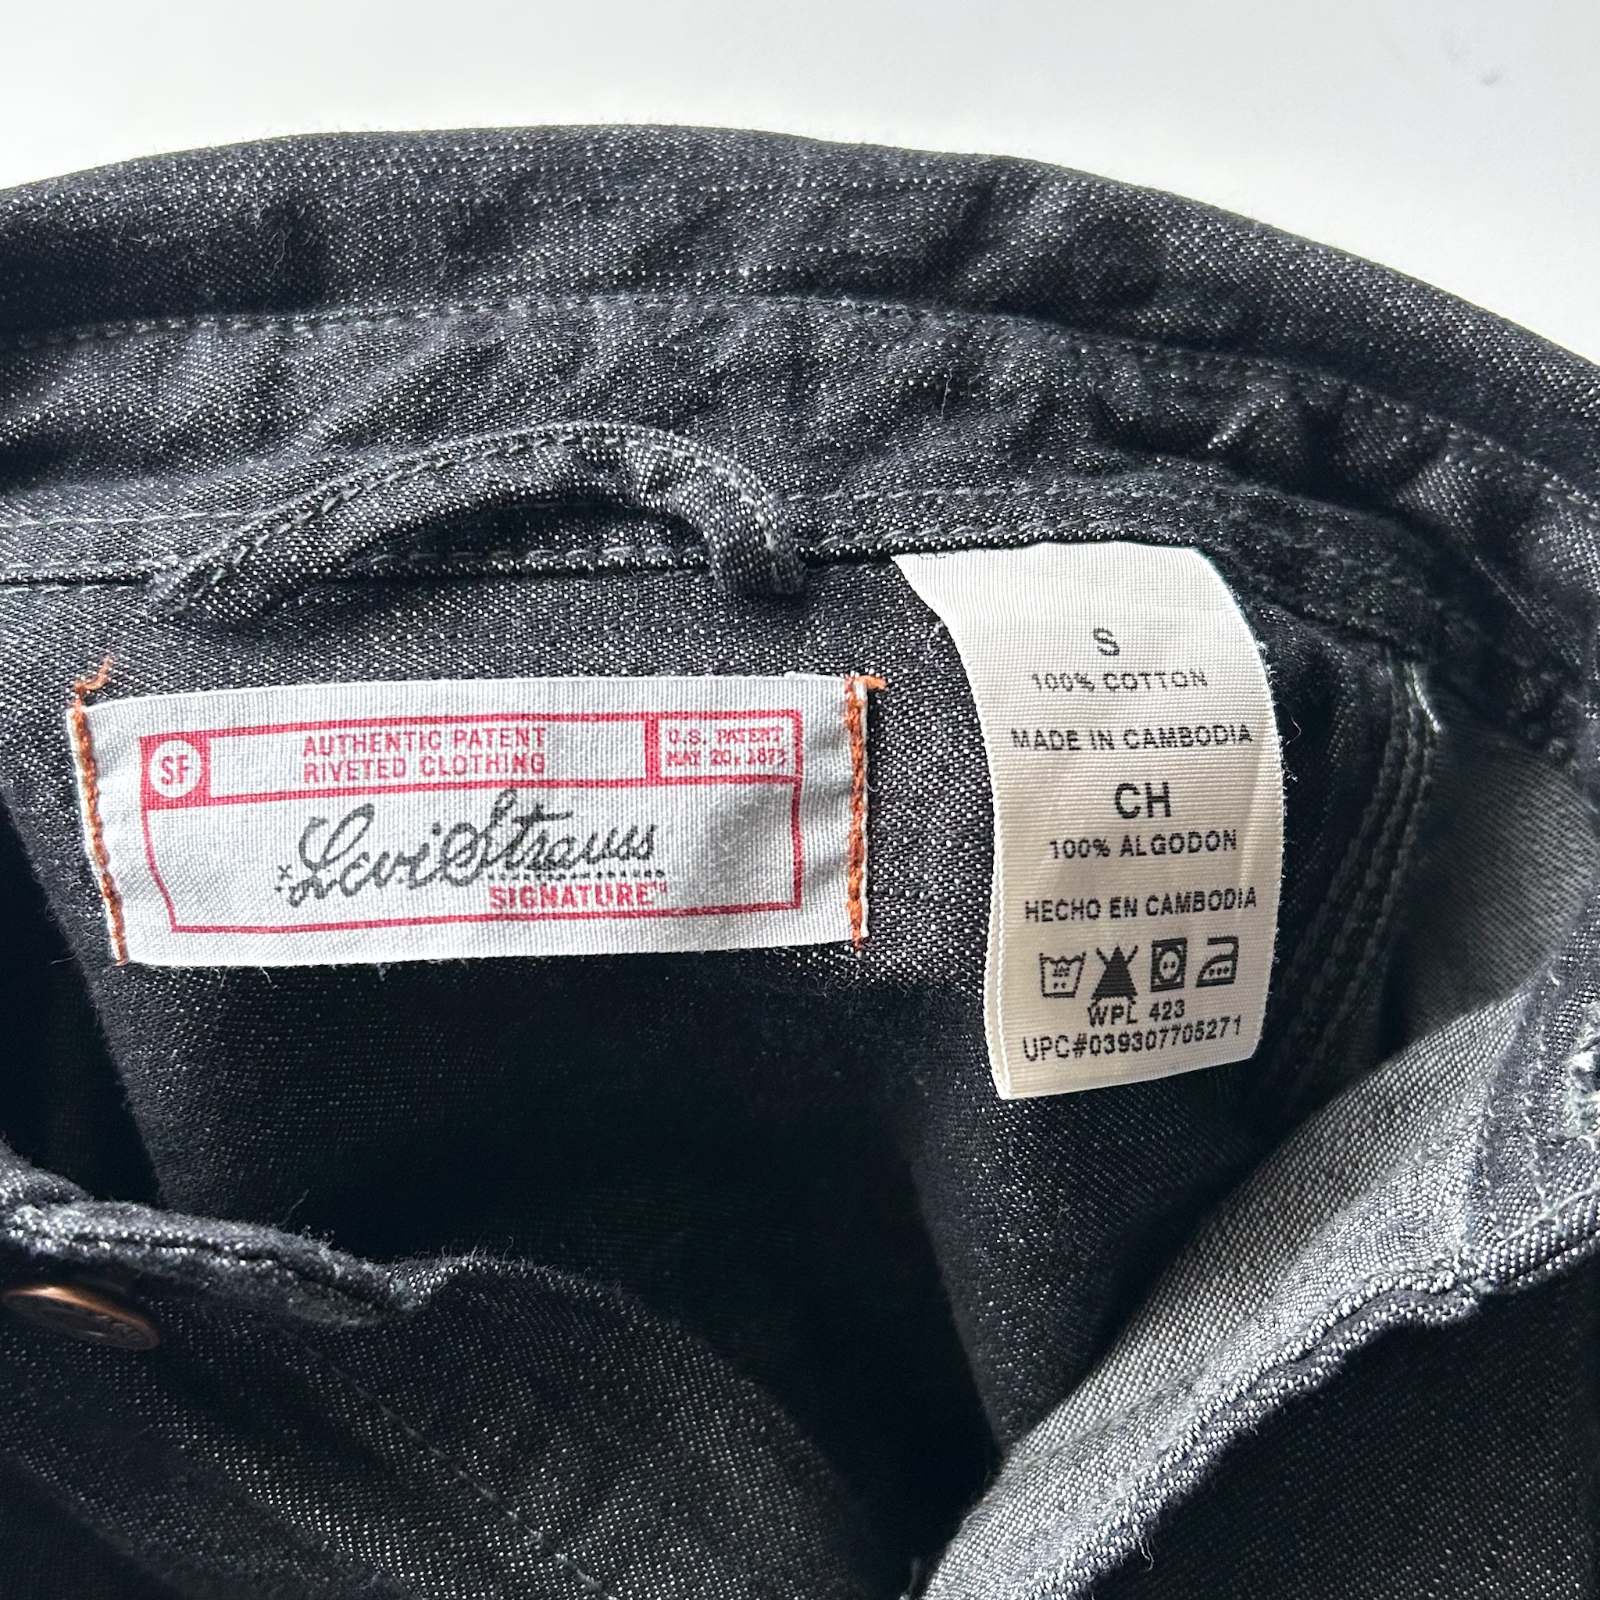 SF
AUTHENTIC PATENT
RIVETED CLOTHING
U.S. PATENT
MAY 20, 1873
Levi Strauss
SIGNATURE™
S
100% COTTON
MADE IN CAMBODIA
CH
100% ALGODON
HECHO EN CAMBODIA
WPL 423
UPC#039307705271